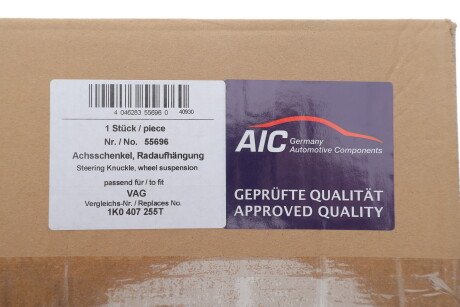 4 046283 55696 0
40930
1 Stück / piece
Nr. / No. 55696
Achsschenkel, Radaufhängung
Steering Knuckle, wheel suspension
passend für / to fit
VAG
Vergleichs-Nr. / Replaces No.
1K0 407 255T
AIC Germany
Automotive Components
GEPRÜFTE QUALITÄT
APPROVED QUALITY